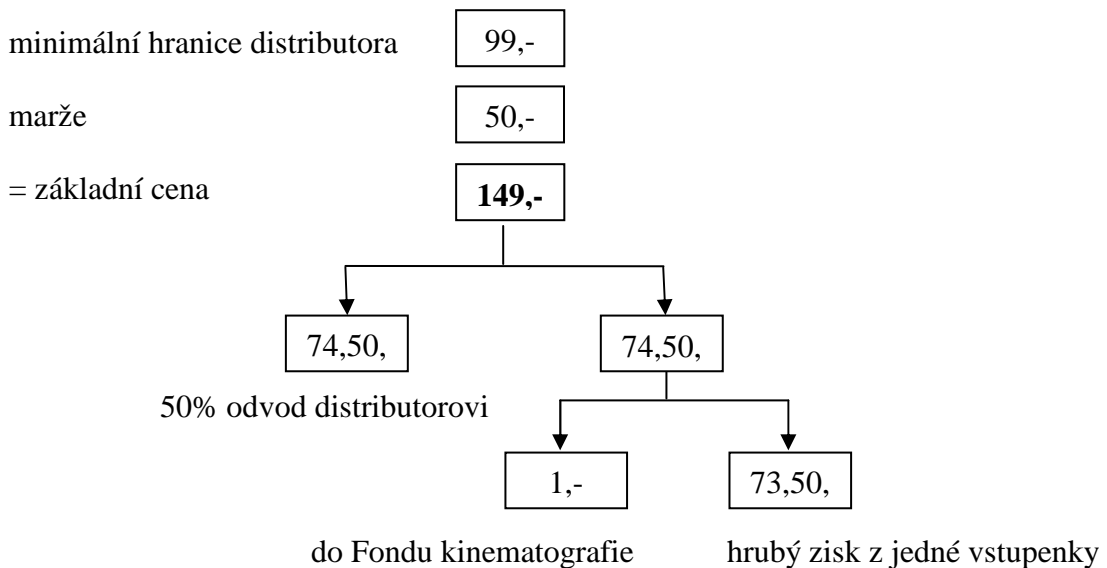 minimální hranice distributora 99,-
marže 50,-
= základní cena 149,-
74,50, 74,50,
50% odvod distributorovi
1,- 73,50,
do Fondu kinematografie hrubý zisk z jedné vstupenky